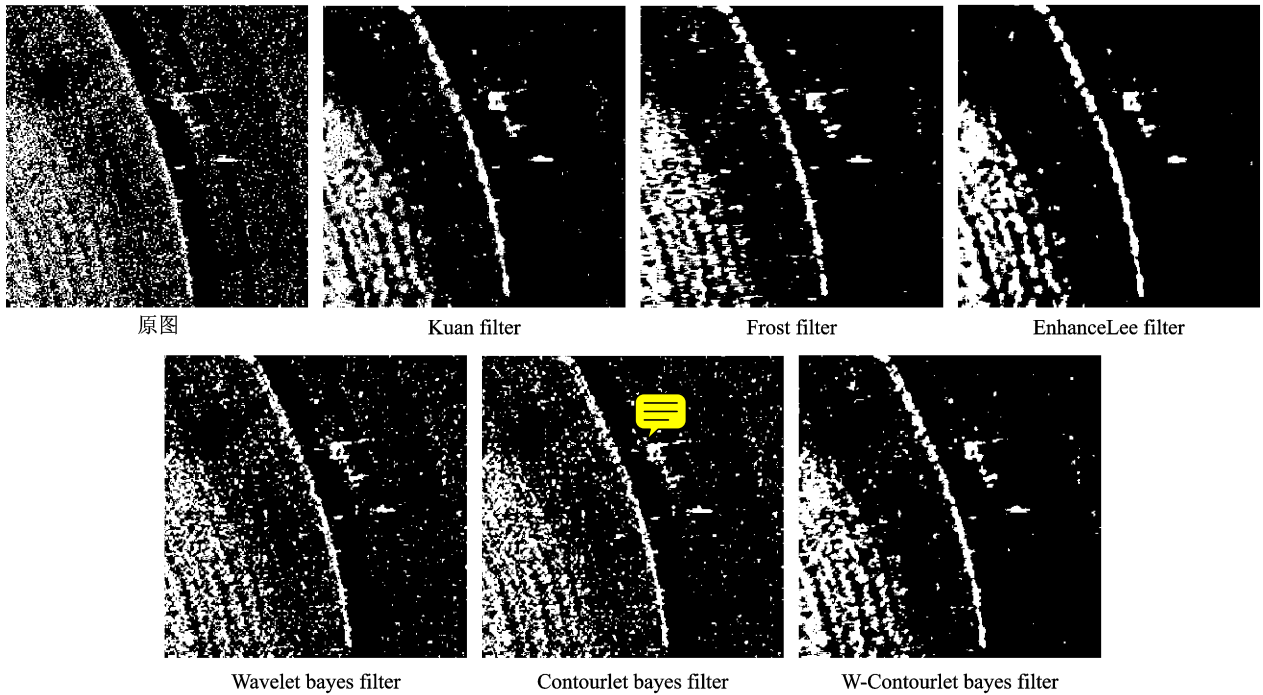 原图
Kuan filter
Frost filter
EnhanceLee filter
Wavelet bayes filter
Contourlet bayes filter
W-Contourlet bayes filter